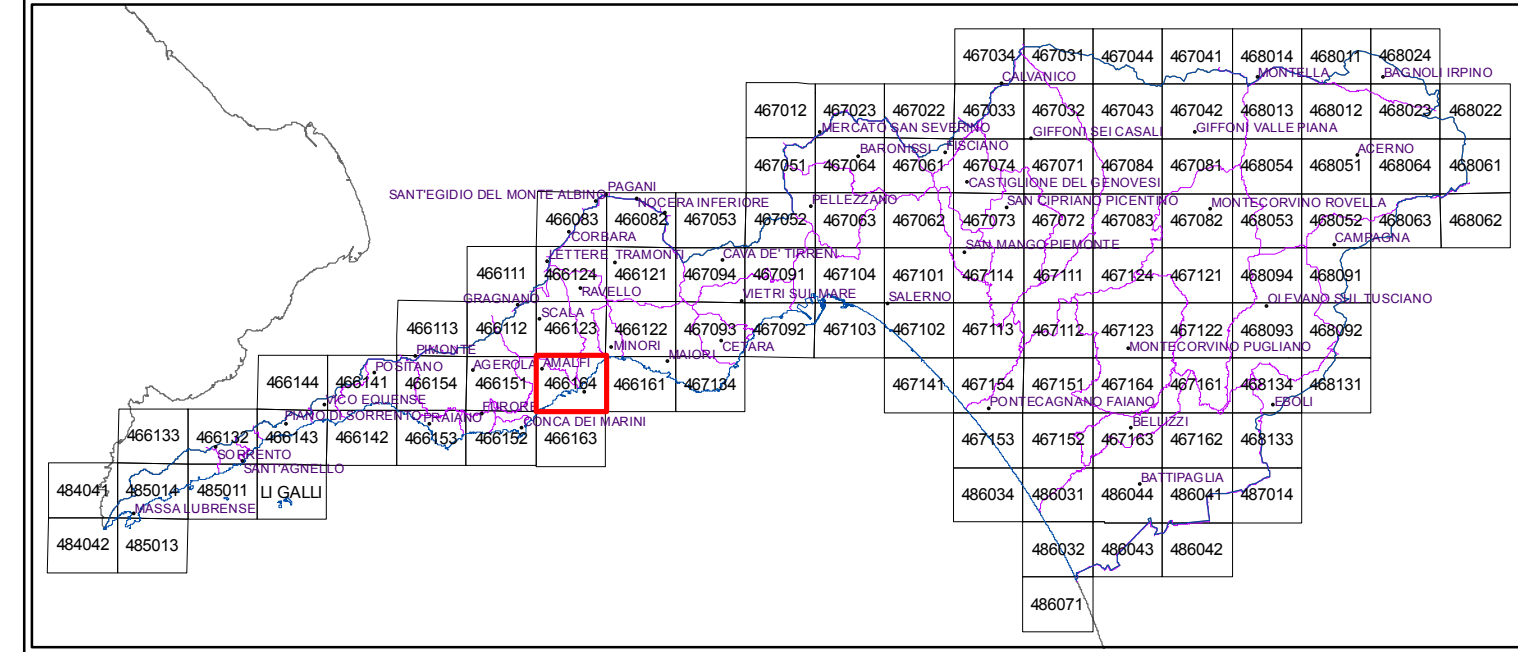 467034 467031 467044 467041 468014 468011 468024
CALVANICO MONTELLA BAGNOLI IRPINO
467012 467023 467022 467033 467032 467043 467042 468013 468012 468023 468022
MERCATO SAN SEVERINO GIFFONI SEI CASALI GIFFONI VALLE PIANA
BARONISSI FISCIANO ACERNO
467051 467064 467061 467074 467071 467084 467081 468054 468051 468064 468061
CASTIGLIONE DEL GENOVESI
SANT'EGIDIO DEL MONTE ALBINO PAGANI
NOCERA INFERIORE PELLEZZANO SAN CIPRIANO PICENTINO MONTECORVINO ROVELLA
466083 466082 467053 467052 467063 467062 467073 467072 467083 467082 468053 468052 468063 468062
CORBARA CAMPAGNA
LETTERE TRAMONTI CAVA DE' TIRRENI SAN MANGO PIEMONTE
466111 466124 466121 467094 467091 467104 467101 467114 467111 467124 467121 468094 468091
RAVELLO
GRAGNANO VIETRI SUL MARE SALERNO OLEVANO SUL TUSCIANO
SCALA
466113 466112 466123 466122 467093 467092 467103 467102 467113 467112 467123 467122 468093 468092
MINORI CETARA MONTECORVINO PUGLIANO
PIMONTE MAIORI
POSITANO AGEROLA AMALFI
466144 466141 466154 466151 466164 466161 467134 467141 467154 467151 467164 467161 468134 468131
VICO EQUENSE FURORE PONTECAGNANO FAIANO EBOLI
PIANO DI SORRENTO PRAIANO CONCA DEI MARINI BELLIZZI
466133 466132 466143 466142 466153 466152 466163 467153 467152 467163 467162 468133
SORRENTO
SANT'AGNELLO BATTIPAGLIA
484041 485014 485011 LI GALLI 486034 486031 486044 486041 487014
MASSA LUBRENSE
484042 485013 486032 486043 486042
486071